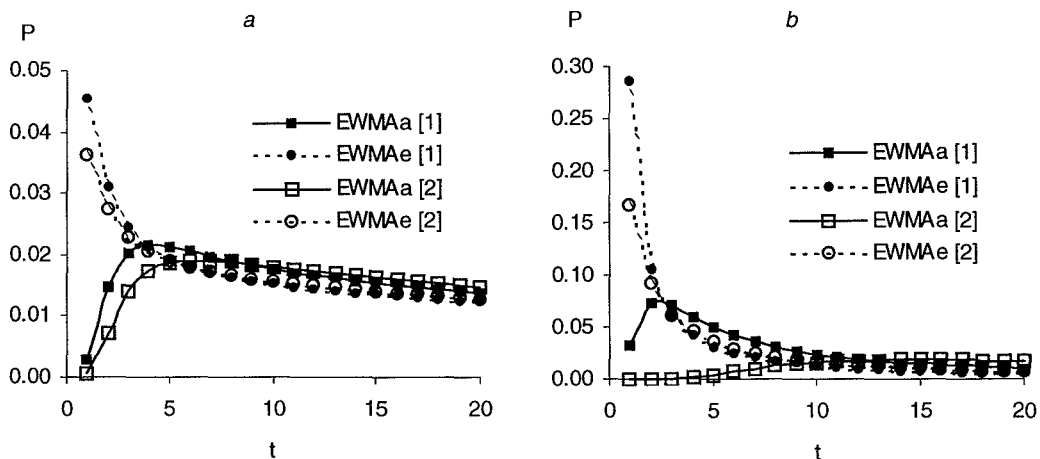 P
a
0.05
0.04
0.03
0.02
0.01
0.00
EWMAa [1]
EWMAe [1]
EWMAa [2]
EWMAe [2]
0 5 10 15 20
t
P
b
0.30
0.25
0.20
0.15
0.10
0.05
0.00
EWMAa [1]
EWMAe [1]
EWMAa [2]
EWMAe [2]
0 5 10 15 20
t